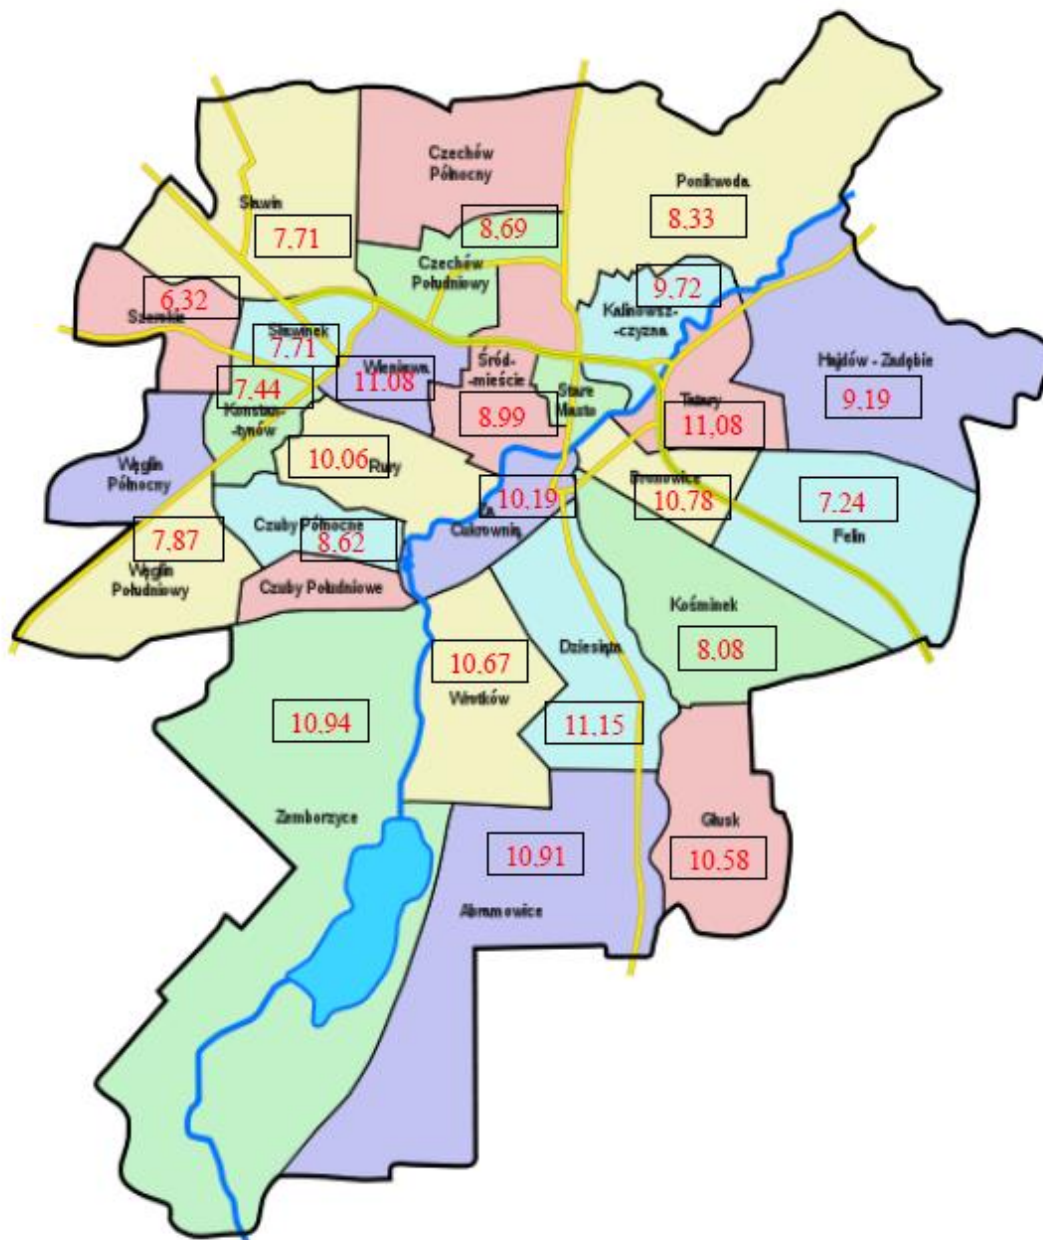 Czechów
Północny
Ponikwoda
Sławin
8,33
7,71
8,69
Czechów
Południowy
9,72
6,32
Szerokie
Kalinowsz-
-czyzna
Sławinek
7,71
Wieniawa
11,08
Śród-
-mieście
Hajdów - Zadębie
9,19
7,44
Konstan-
-tynów
8,99
Stare
Miasto
Tatary
11,08
10,06
Rury
Węglin
Północny
Bronowice
10,78
10,19
Za
Cukrownią
7,24
Felin
Czuby Północne
8,62
7,87
Węglin
Południowy
Czuby Południowe
Kośminek
8,08
Dziesiąta
10,67
Wrotków
10,94
11,15
Zemborzyce
Głusk
10,58
10,91
Abramowice